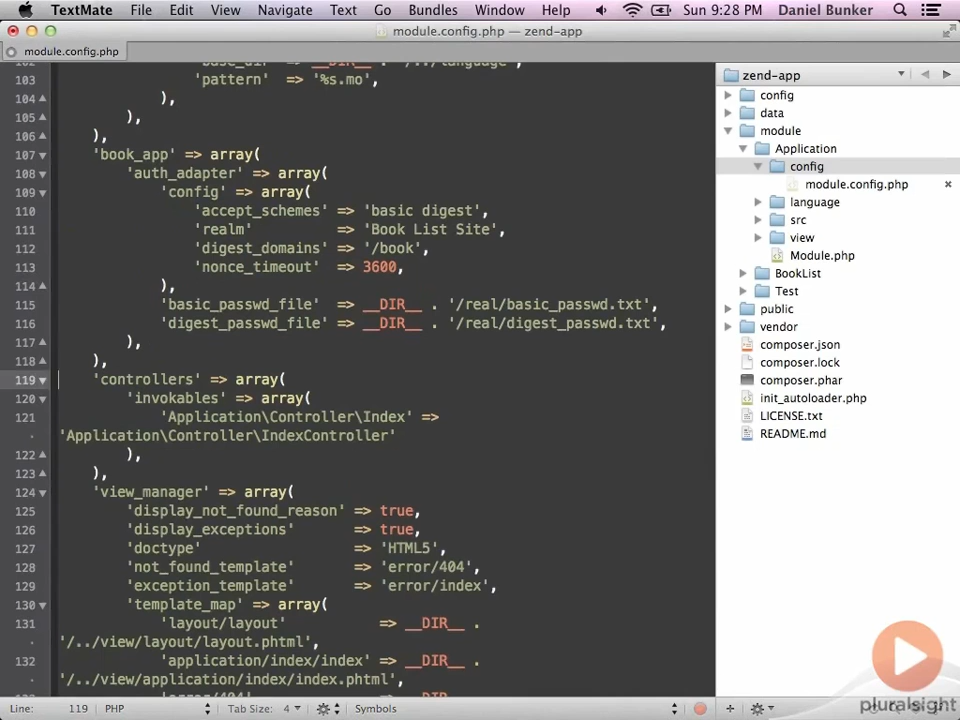 TextMate File Edit View Navigate Text Go Bundles Window Help Sun 9:28 PM Daniel Bunker
module.config.php — zend-app
module.config.php
103 'pattern' => '%s.mo',
104 ),
105 ),
106 ),
107 'book_app' => array(
108 'auth_adapter' => array(
109 'config' => array(
110 'accept_schemes' => 'basic digest',
111 'realm' => 'Book List Site',
112 'digest_domains' => '/book',
113 'nonce_timeout' => 3600,
114 ),
115 'basic_passwd_file' => __DIR__ . '/real/basic_passwd.txt',
116 'digest_passwd_file' => __DIR__ . '/real/digest_passwd.txt',
117 ),
118 ),
119 'controllers' => array(
120 'invokables' => array(
121 'Application\Controller\Index' =>
'Application\Controller\IndexController'
122 ),
123 ),
124 'view_manager' => array(
125 'display_not_found_reason' => true,
126 'display_exceptions' => true,
127 'doctype' => 'HTML5',
128 'not_found_template' => 'error/404',
129 'exception_template' => 'error/index',
130 'template_map' => array(
131 'layout/layout' => __DIR__ .
'/../view/layout/layout.phtml',
132 'application/index/index' => __DIR__ .
'/../view/application/index/index.phtml',
zend-app
config
data
module
Application
config
module.config.php
language
src
view
Module.php
BookList
Test
public
vendor
composer.json
composer.lock
composer.phar
init_autoloader.php
LICENSE.txt
README.md
Line: 119 PHP Tab Size: 4 Symbols
pluralsight